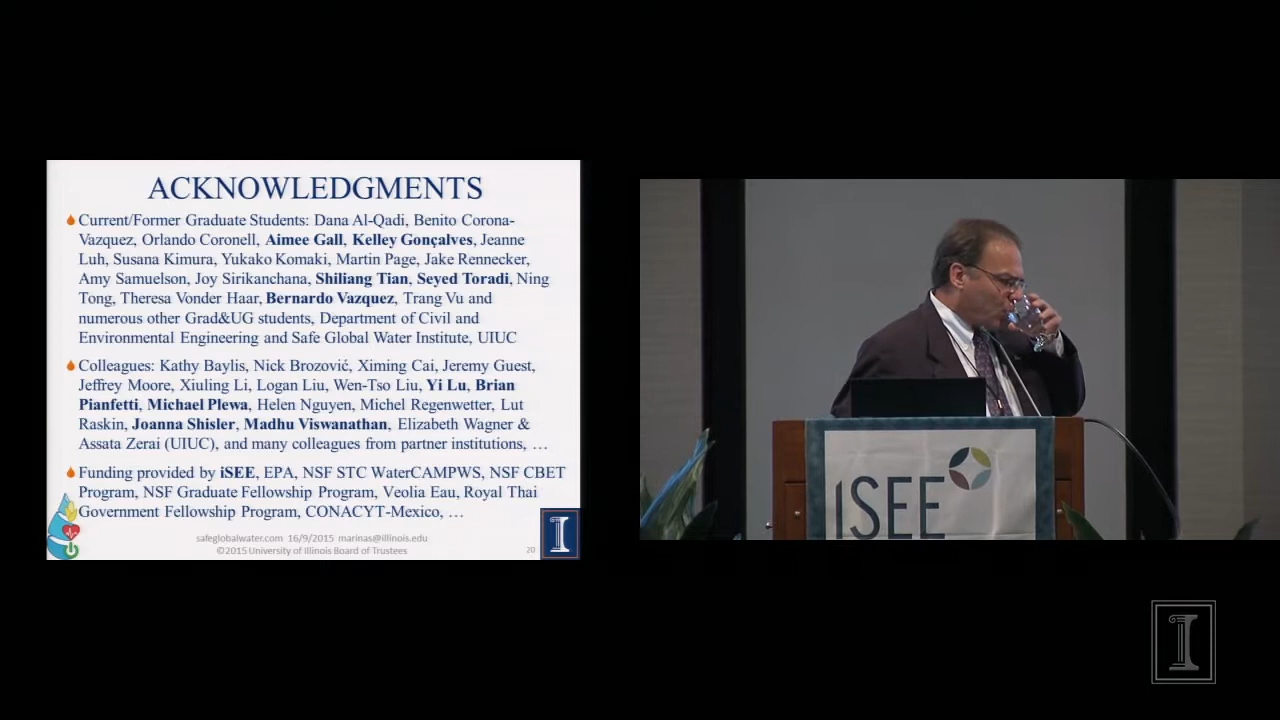 ACKNOWLEDGMENTS
Current/Former Graduate Students: Dana Al-Qadi, Benito Corona-
Vazquez, Orlando Coronell, Aimee Gall, Kelley Gonçalves, Jeanne
Luh, Susana Kimura, Yukako Komaki, Martin Page, Jake Rennecker,
Amy Samuelson, Joy Sirikanchana, Shiliang Tian, Seyed Toradi, Ning
Tong, Theresa Vonder Haar, Bernardo Vazquez, Trang Vu and
numerous other Grad&UG students, Department of Civil and
Environmental Engineering and Safe Global Water Institute, UIUC
Colleagues: Kathy Baylis, Nick Brozović, Ximing Cai, Jeremy Guest,
Jeffrey Moore, Xiuling Li, Logan Liu, Wen-Tso Liu, Yi Lu, Brian
Pianfetti, Michael Plewa, Helen Nguyen, Michel Regenwetter, Lut
Raskin, Joanna Shisler, Madhu Viswanathan, Elizabeth Wagner &
Assata Zerai (UIUC), and many colleagues from partner institutions, …
Funding provided by iSEE, EPA, NSF STC WaterCAMPWS, NSF CBET
Program, NSF Graduate Fellowship Program, Veolia Eau, Royal Thai
Government Fellowship Program, CONACYT-Mexico, …
safeglobalwater.com 16/9/2015 marinas@illinois.edu
©2015 University of Illinois Board of Trustees
20
I
iSEE
I